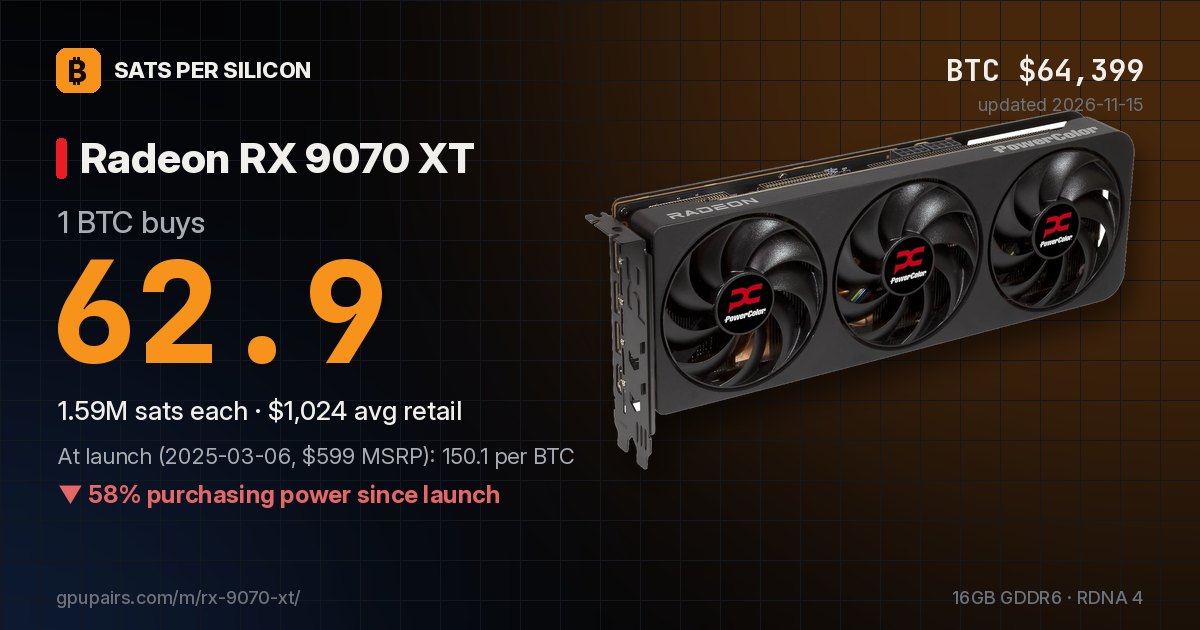 SATS PER SILICON
BTC $64,399
updated 2026-11-15
Radeon RX 9070 XT
1 BTC buys
62.9
1.59M sats each · $1,024 avg retail
At launch (2025-03-06, $599 MSRP): 150.1 per BTC
▼ 58% purchasing power since launch
RADEON
PowerColor
PowerColor
PowerColor
PowerColor
gpupairs.com/m/rx-9070-xt/
16GB GDDR6 · RDNA 4